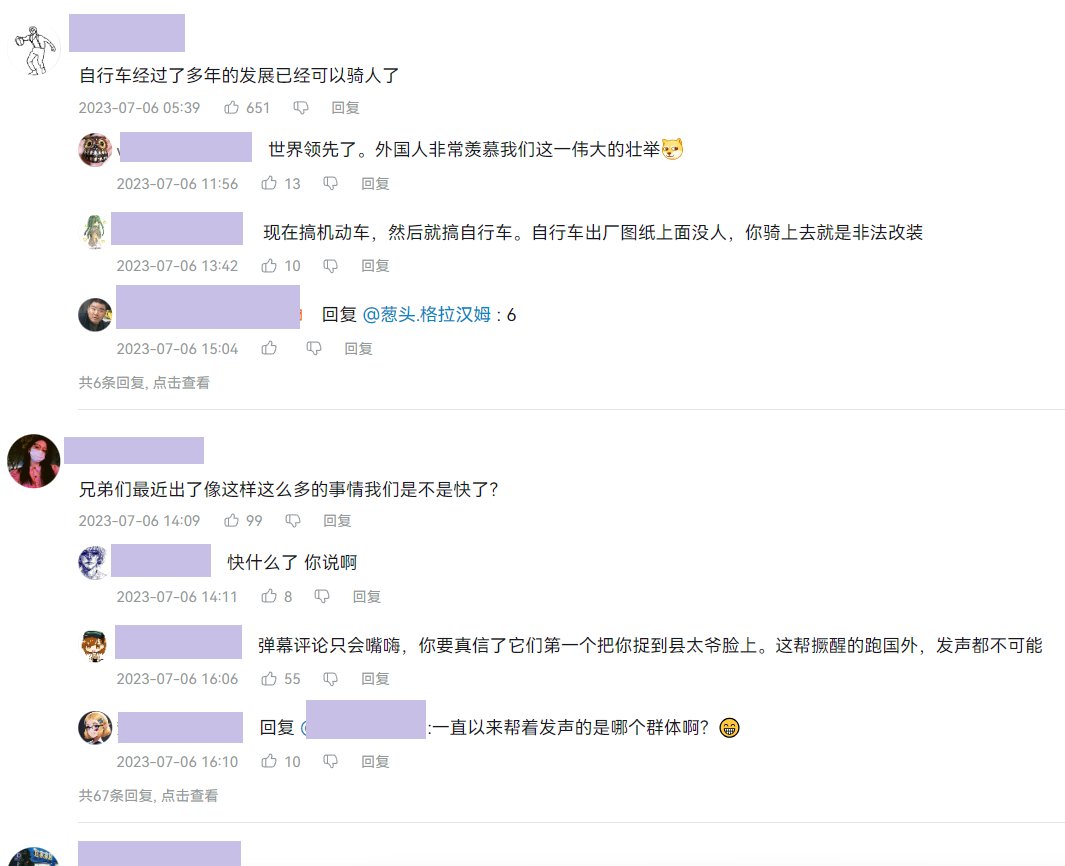 自行车经过了多年的发展已经可以骑人了
2023-07-06 05:39 651 回复
世界领先了。外国人非常羡慕我们这一伟大的壮举
2023-07-06 11:56 13 回复
现在搞机动车，然后就搞自行车。自行车出厂图纸上面没人，你骑上去就是非法改装
2023-07-06 13:42 10 回复
回复 @葱头.格拉汉姆 : 6
2023-07-06 15:04 回复
共6条回复, 点击查看
兄弟们最近出了像这样这么多的事情我们是不是快了？
2023-07-06 14:09 99 回复
快什么了 你说啊
2023-07-06 14:11 8 回复
弹幕评论只会嘴嗨，你要真信了它们第一个把你捉到县太爷脸上。这帮撅醒的跑国外，发声都不可能
2023-07-06 16:06 55 回复
回复 @ :一直以来帮着发声的是哪个群体啊？
2023-07-06 16:10 10 回复
共67条回复, 点击查看